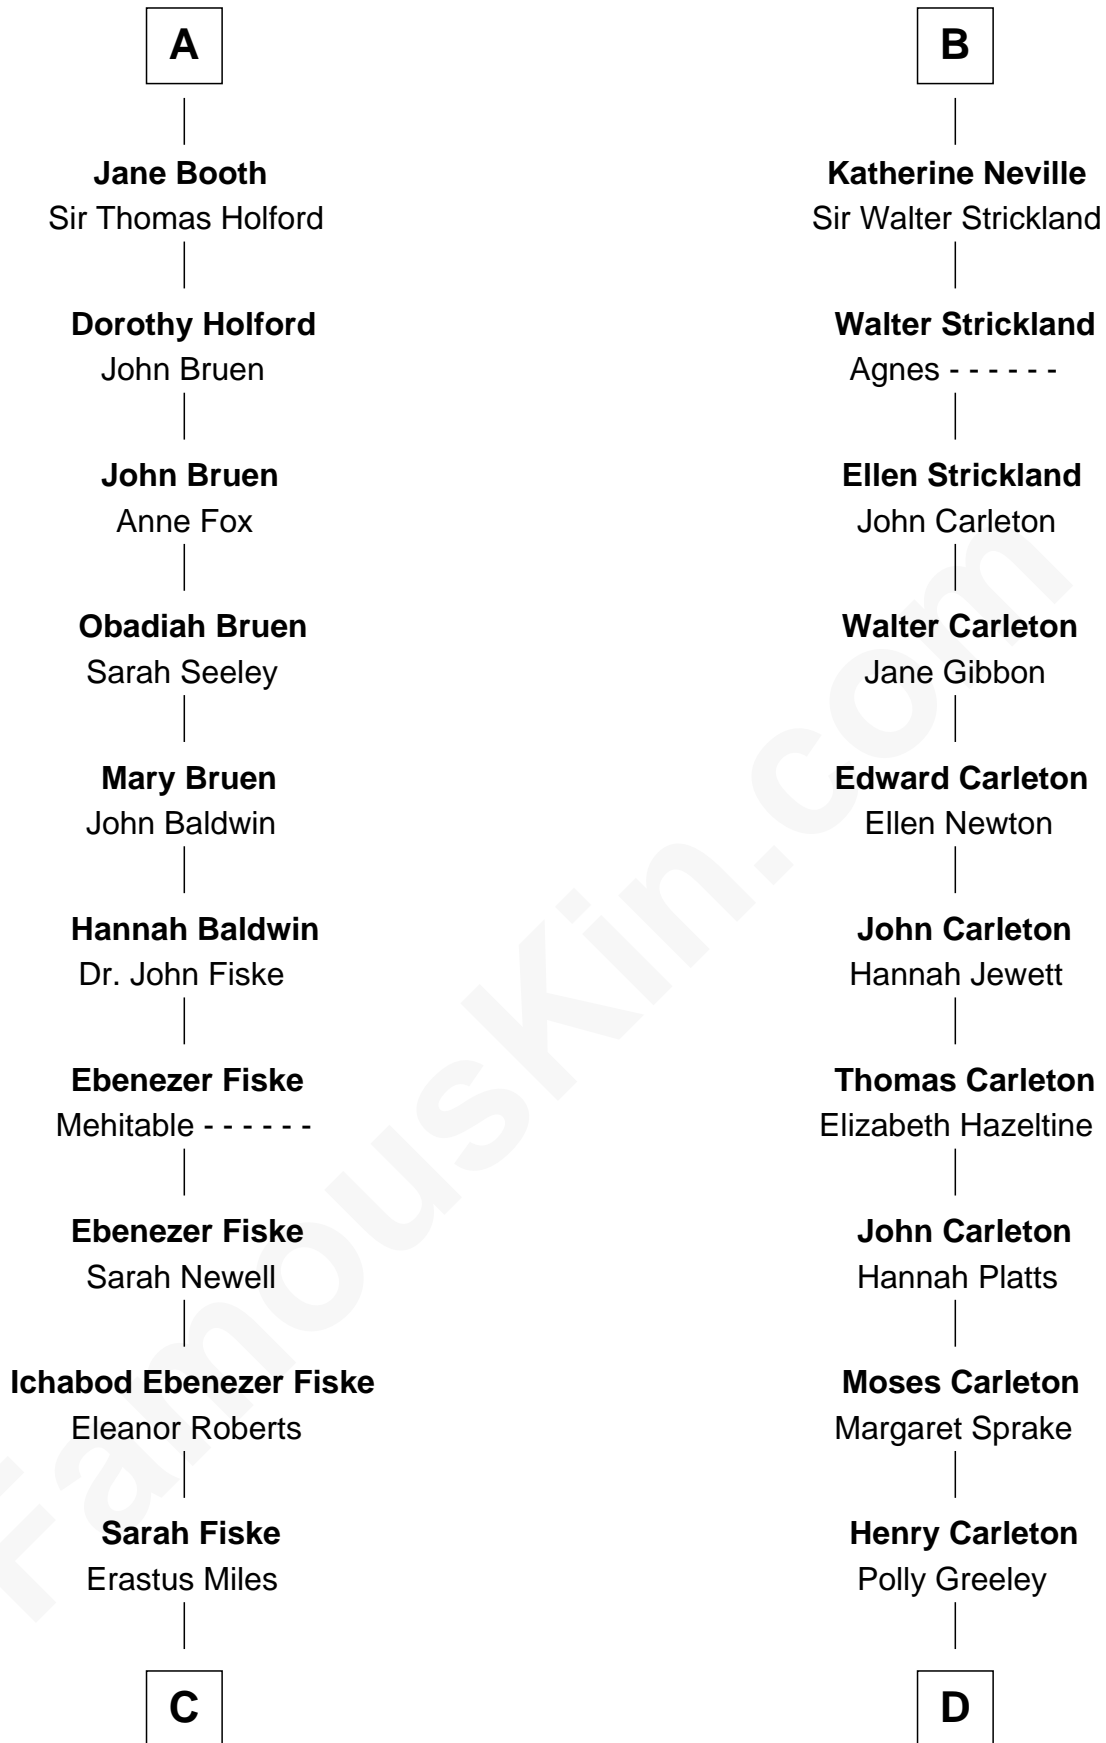 A
Jane Booth
Sir Thomas Holford
Dorothy Holford
John Bruen
John Bruen
Anne Fox
Obadiah Bruen
Sarah Seeley
Mary Bruen
John Baldwin
Hannah Baldwin
Dr. John Fiske
Ebenezer Fiske
Mehitable - - - - - -
Ebenezer Fiske
Sarah Newell
Ichabod Ebenezer Fiske
Eleanor Roberts
Sarah Fiske
Erastus Miles
C
B
Katherine Neville
Sir Walter Strickland
Walter Strickland
Agnes - - - - - -
Ellen Strickland
John Carleton
Walter Carleton
Jane Gibbon
Edward Carleton
Ellen Newton
John Carleton
Hannah Jewett
Thomas Carleton
Elizabeth Hazeltine
John Carleton
Hannah Platts
Moses Carleton
Margaret Sprake
Henry Carleton
Polly Greeley
D
FamousKin.com